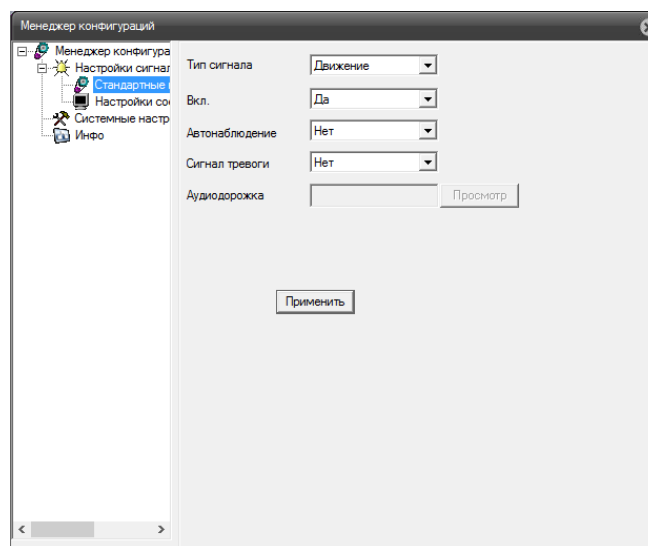 Менеджер конфигураций
Менеджер конфигура
Настройки сигнал
Стандартные
Настройки со
Системные настр
Инфо
Тип сигнала Движение
Вкл. Да
Автонаблюдение Нет
Сигнал тревоги Нет
Аудиодорожка Просмотр
Применить